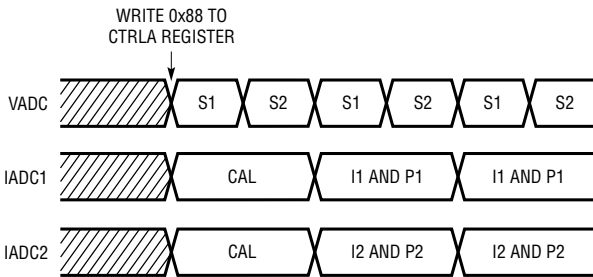 WRITE 0x88 TO
CTRLA REGISTER
VADC S1 S2 S1 S2 S1 S2
IADC1 CAL I1 AND P1 I1 AND P1
IADC2 CAL I2 AND P2 I2 AND P2